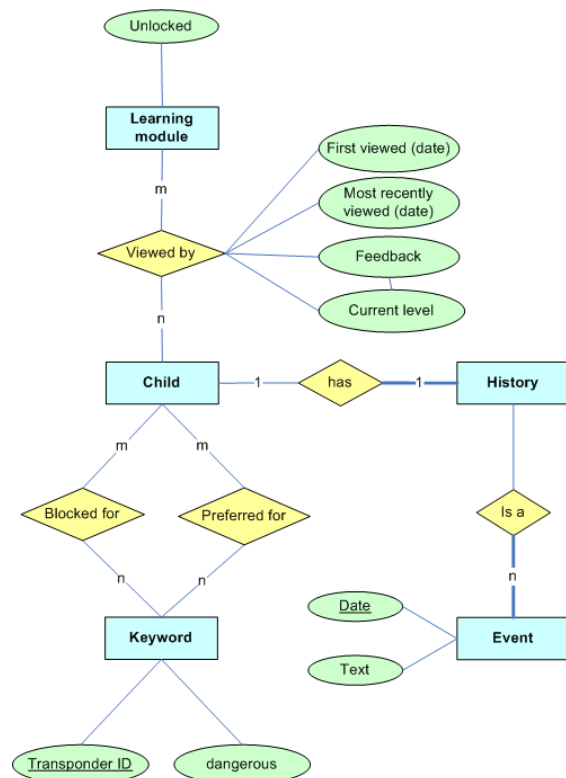 Unlocked
Learning
module
First viewed (date)
m
Most recently
viewed (date)
Viewed by
Feedback
Current level
n
Child
1
has
1
History
m
m
Blocked for
Preferred for
Is a
n
n
n
Date
Keyword
Event
Text
Transponder ID
dangerous